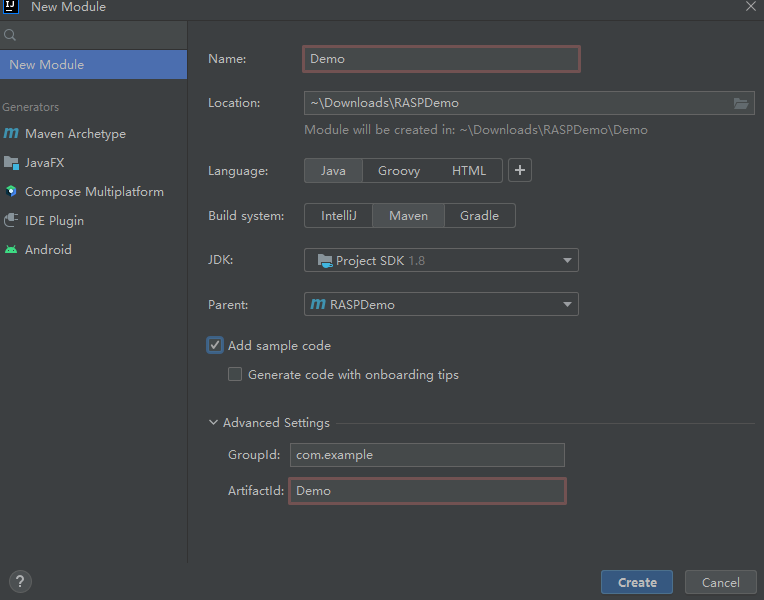 IJ New Module
New Module
Generators
m Maven Archetype
JavaFX
Compose Multiplatform
IDE Plugin
Android
Name: Demo
Location: ~\Downloads\RASPDemo
Module will be created in: ~\Downloads\RASPDemo\Demo
Language: Java Groovy HTML +
Build system: IntelliJ Maven Gradle
JDK: Project SDK 1.8
Parent: m RASPDemo
Add sample code
Generate code with onboarding tips
Advanced Settings
GroupId: com.example
ArtifactId: Demo
? Create Cancel